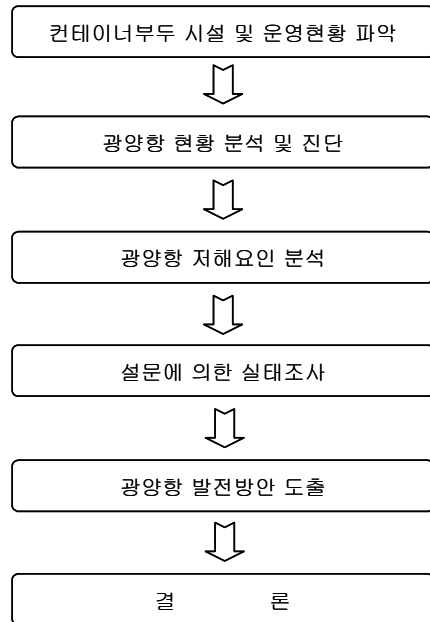 컨테이너부두 시설 및 운영현황 파악
광양항 현황 분석 및 진단
광양항 저해요인 분석
설문에 의한 실태조사
광양항 발전방안 도출
결 론